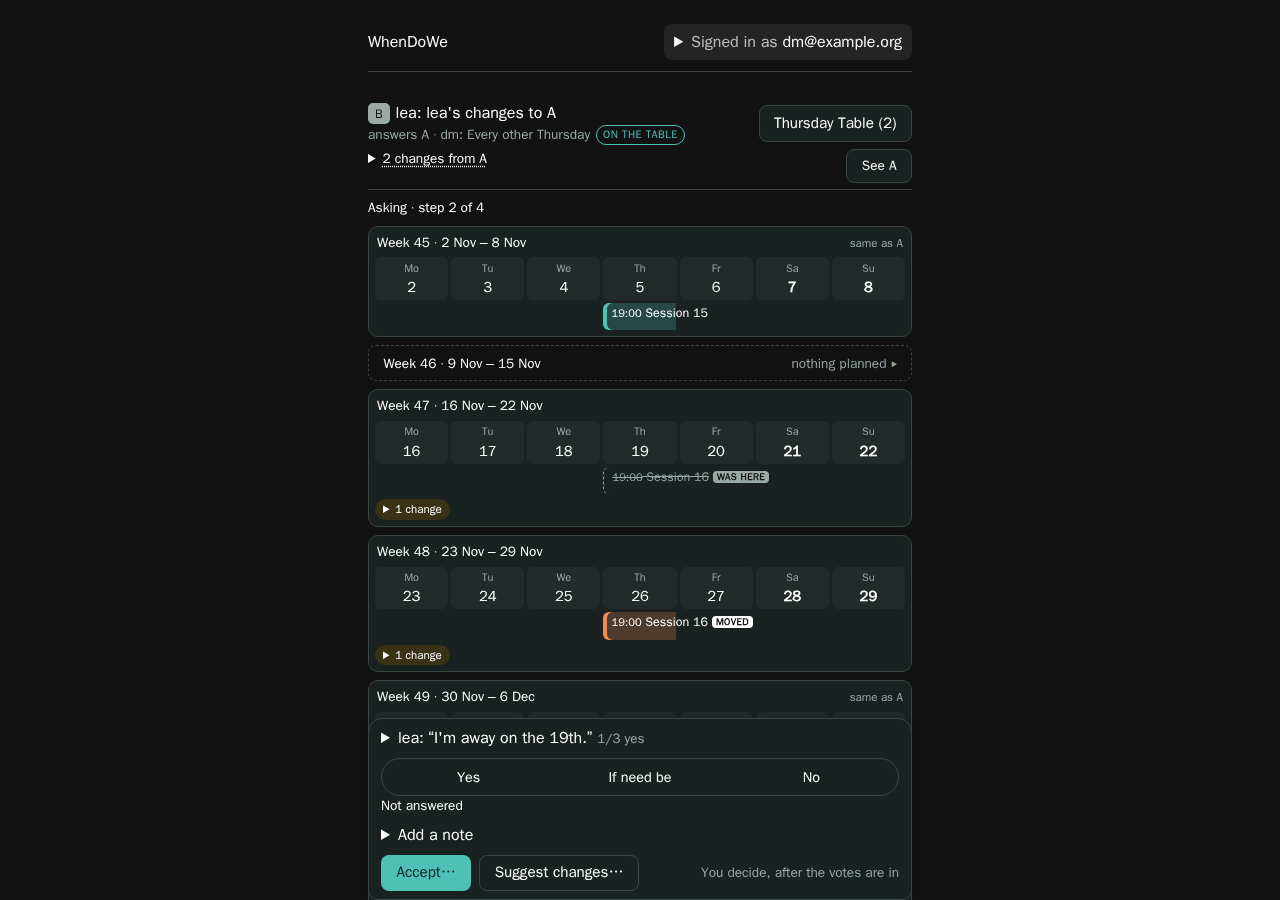 WhenDoWe
▶ Signed in as dm@example.org
B lea: lea's changes to A
answers A · dm: Every other Thursday ON THE TABLE
▶ 2 changes from A
Thursday Table (2)
See A
Asking · step 2 of 4
Week 45 · 2 Nov – 8 Nov same as A
Mo Tu We Th Fr Sa Su
2 3 4 5 6 7 8
19:00 Session 15
Week 46 · 9 Nov – 15 Nov nothing planned ▸
Week 47 · 16 Nov – 22 Nov
Mo Tu We Th Fr Sa Su
16 17 18 19 20 21 22
19:00 Session 16 WAS HERE
▶ 1 change
Week 48 · 23 Nov – 29 Nov
Mo Tu We Th Fr Sa Su
23 24 25 26 27 28 29
19:00 Session 16 MOVED
▶ 1 change
Week 49 · 30 Nov – 6 Dec same as A
▶ lea: “I'm away on the 19th.” 1/3 yes
Yes If need be No
Not answered
▶ Add a note
Accept··· Suggest changes··· You decide, after the votes are in